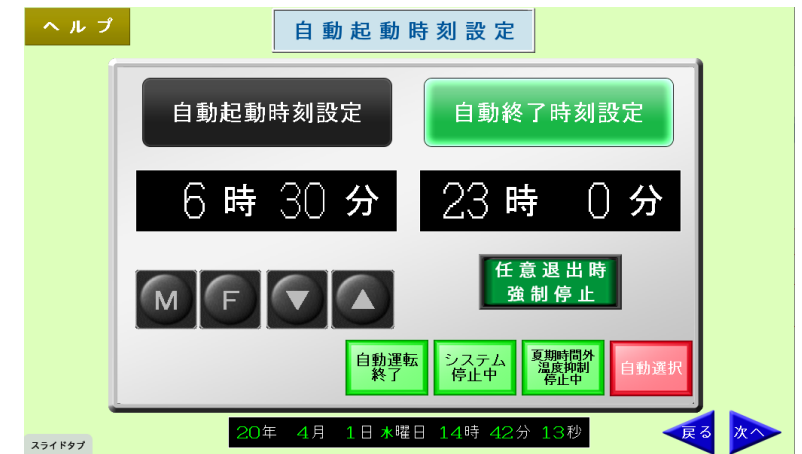 ヘルプ
自動起動時刻設定
自動起動時刻設定
自動終了時刻設定
6時30分
23時 0分
任意退出時
強制停止
M F ▼ ▲
自動運転
終了
システム
停止中
夏期時間外
温度抑制
停止中
自動選択
20年 4月 1日水曜日 14時 42分 13秒
戻る
次へ
スライドタブ